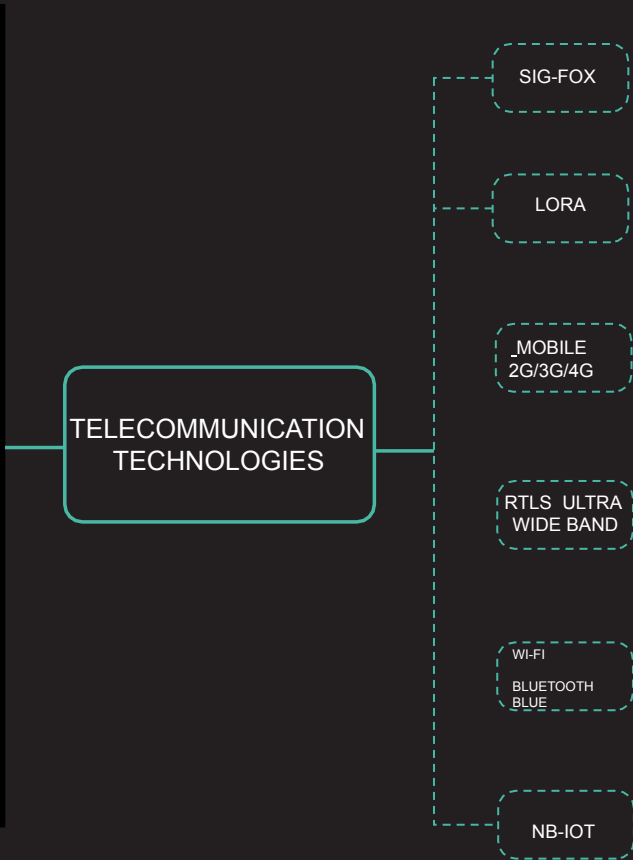 SIG-FOX
LORA
MOBILE
2G/3G/4G
TELECOMMUNICATION
TECHNOLOGIES
RTLS ULTRA
WIDE BAND
WI-FI
BLUETOOTH
BLUE
NB-IOT